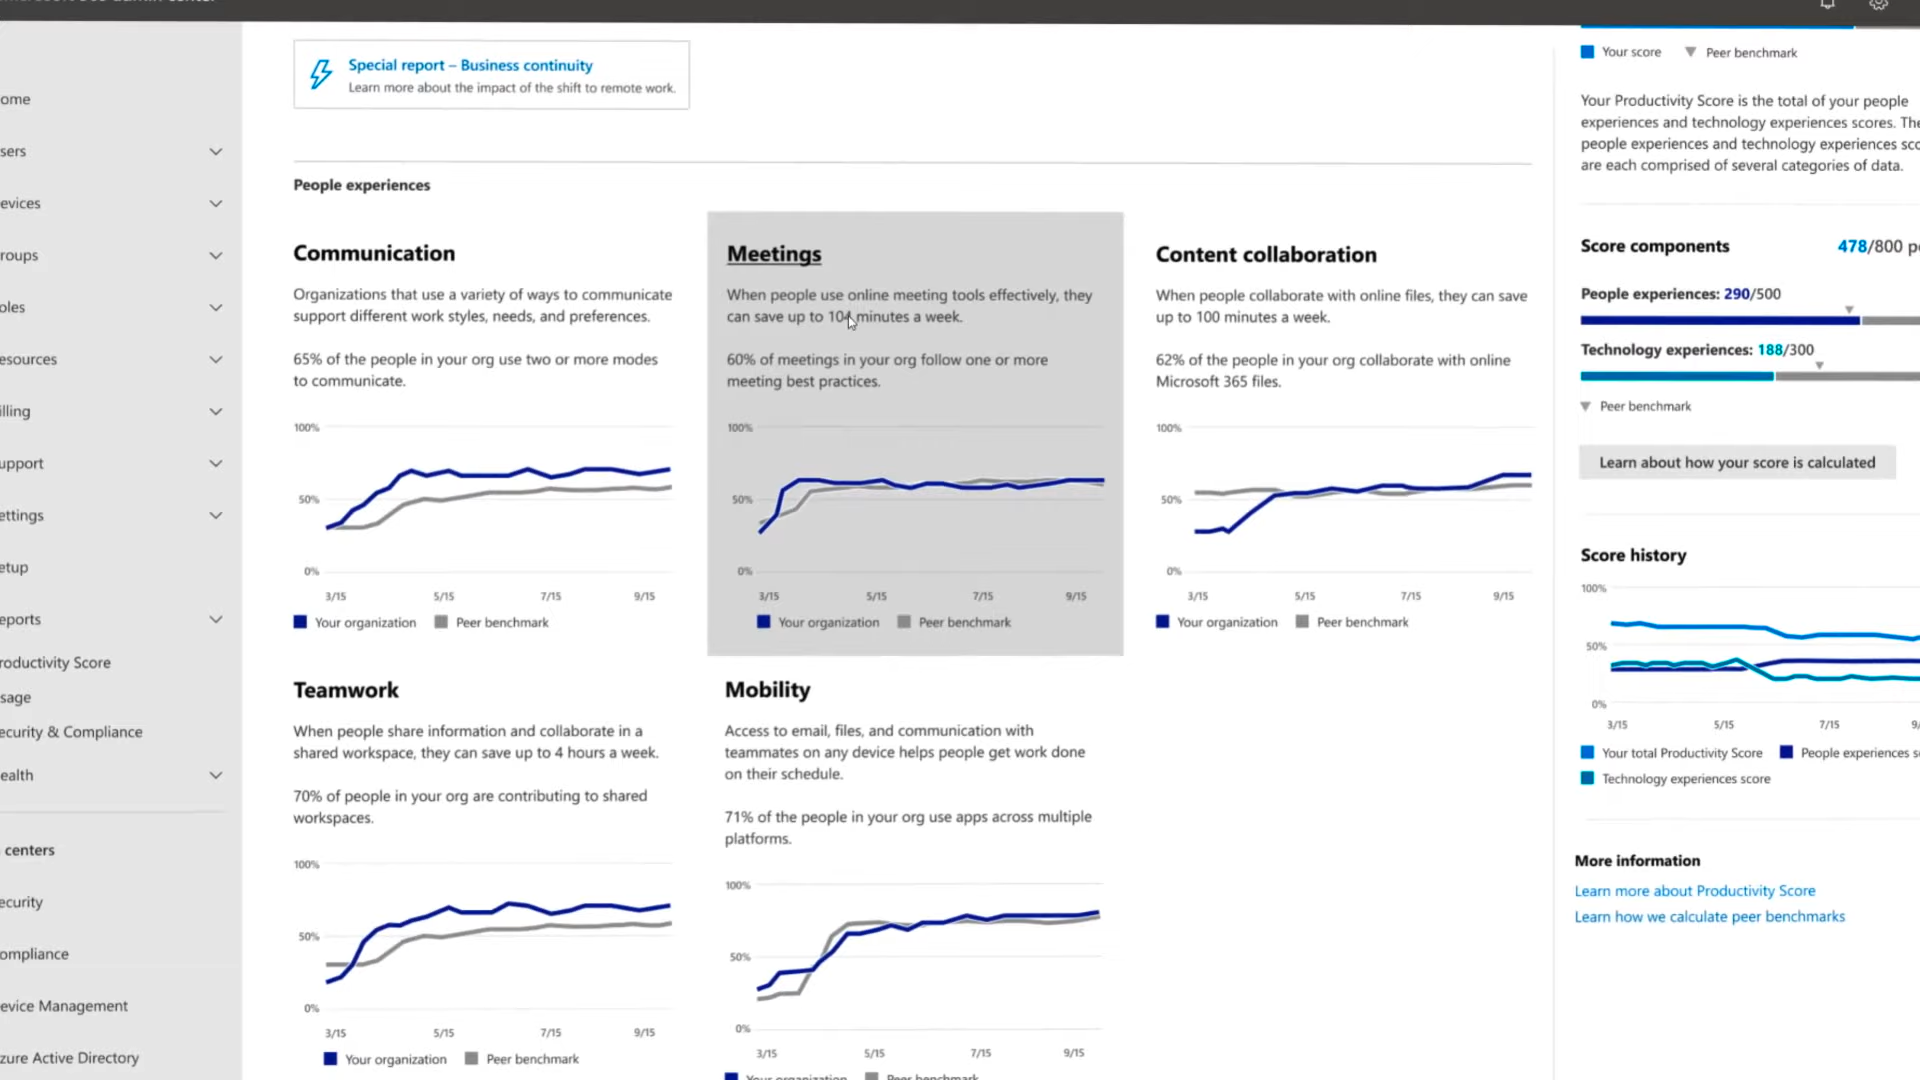 Special report – Business continuity
Learn more about the impact of the shift to remote work.
ome
sers
evices
roups
oles
esources
illing
upport
ettings
etup
eports
roductivity Score
sage
ecurity & Compliance
ealth
centers
ecurity
ompliance
evice Management
zure Active Directory
People experiences
Communication
Organizations that use a variety of ways to communicate
support different work styles, needs, and preferences.
65% of the people in your org use two or more modes
to communicate.
100%
50%
0%
3/15 5/15 7/15 9/15
Your organization Peer benchmark
Meetings
When people use online meeting tools effectively, they
can save up to 104 minutes a week.
60% of meetings in your org follow one or more
meeting best practices.
100%
50%
0%
3/15 5/15 7/15 9/15
Your organization Peer benchmark
Content collaboration
When people collaborate with online files, they can save
up to 100 minutes a week.
62% of the people in your org collaborate with online
Microsoft 365 files.
100%
50%
0%
3/15 5/15 7/15 9/15
Your organization Peer benchmark
Teamwork
When people share information and collaborate in a
shared workspace, they can save up to 4 hours a week.
70% of people in your org are contributing to shared
workspaces.
100%
50%
0%
3/15 5/15 7/15 9/15
Your organization Peer benchmark
Mobility
Access to email, files, and communication with
teammates on any device helps people get work done
on their schedule.
71% of the people in your org use apps across multiple
platforms.
100%
50%
0%
3/15 5/15 7/15 9/15
Your organization Peer benchmark
Your score Peer benchmark
Your Productivity Score is the total of your people
experiences and technology experiences scores. The
people experiences and technology experiences sco
are each comprised of several categories of data.
Score components 478/800 po
People experiences: 290/500
Technology experiences: 188/300
Peer benchmark
Learn about how your score is calculated
Score history
100%
50%
0%
3/15 5/15 7/15 9/
Your total Productivity Score People experiences s
Technology experiences score
More information
Learn more about Productivity Score
Learn how we calculate peer benchmarks